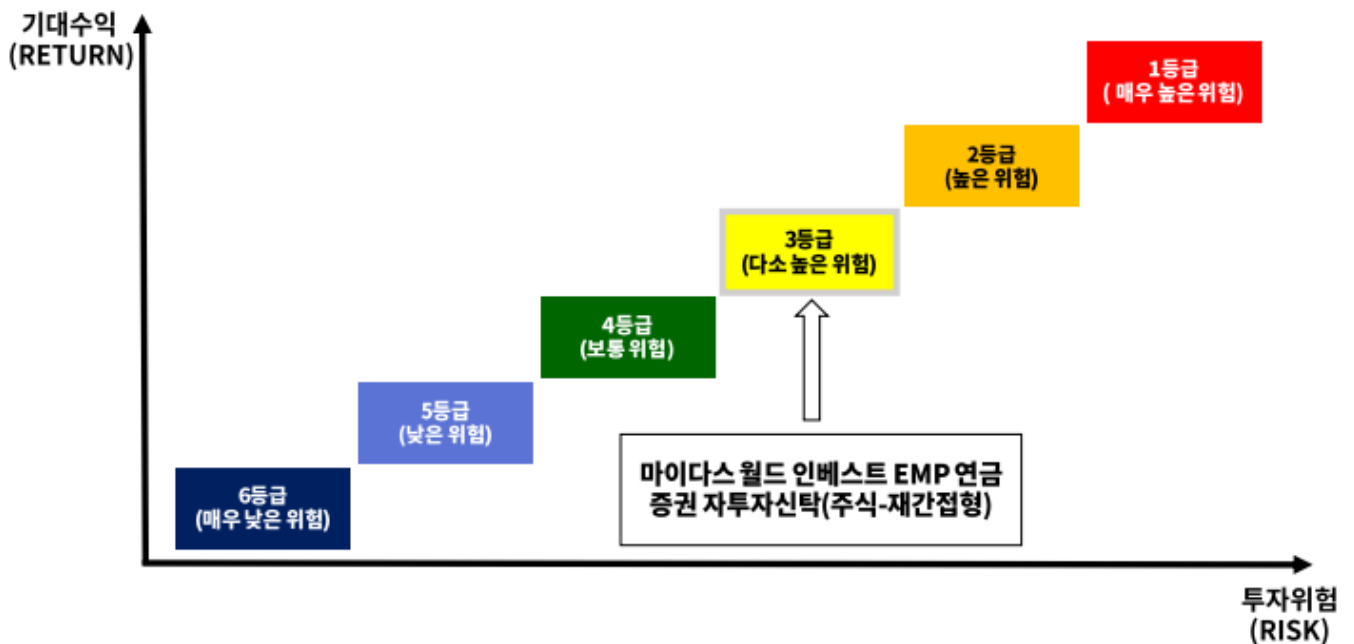 기대수익
(RETURN)
1등급
( 매우 높은 위험)
2등급
(높은 위험)
3등급
(다소 높은 위험)
4등급
(보통 위험)
5등급
(낮은 위험)
6등급
(매우 낮은 위험)
마이다스 월드 인베스트 EMP 연금
증권 자투자신탁(주식-재간접형)
투자위험
(RISK)